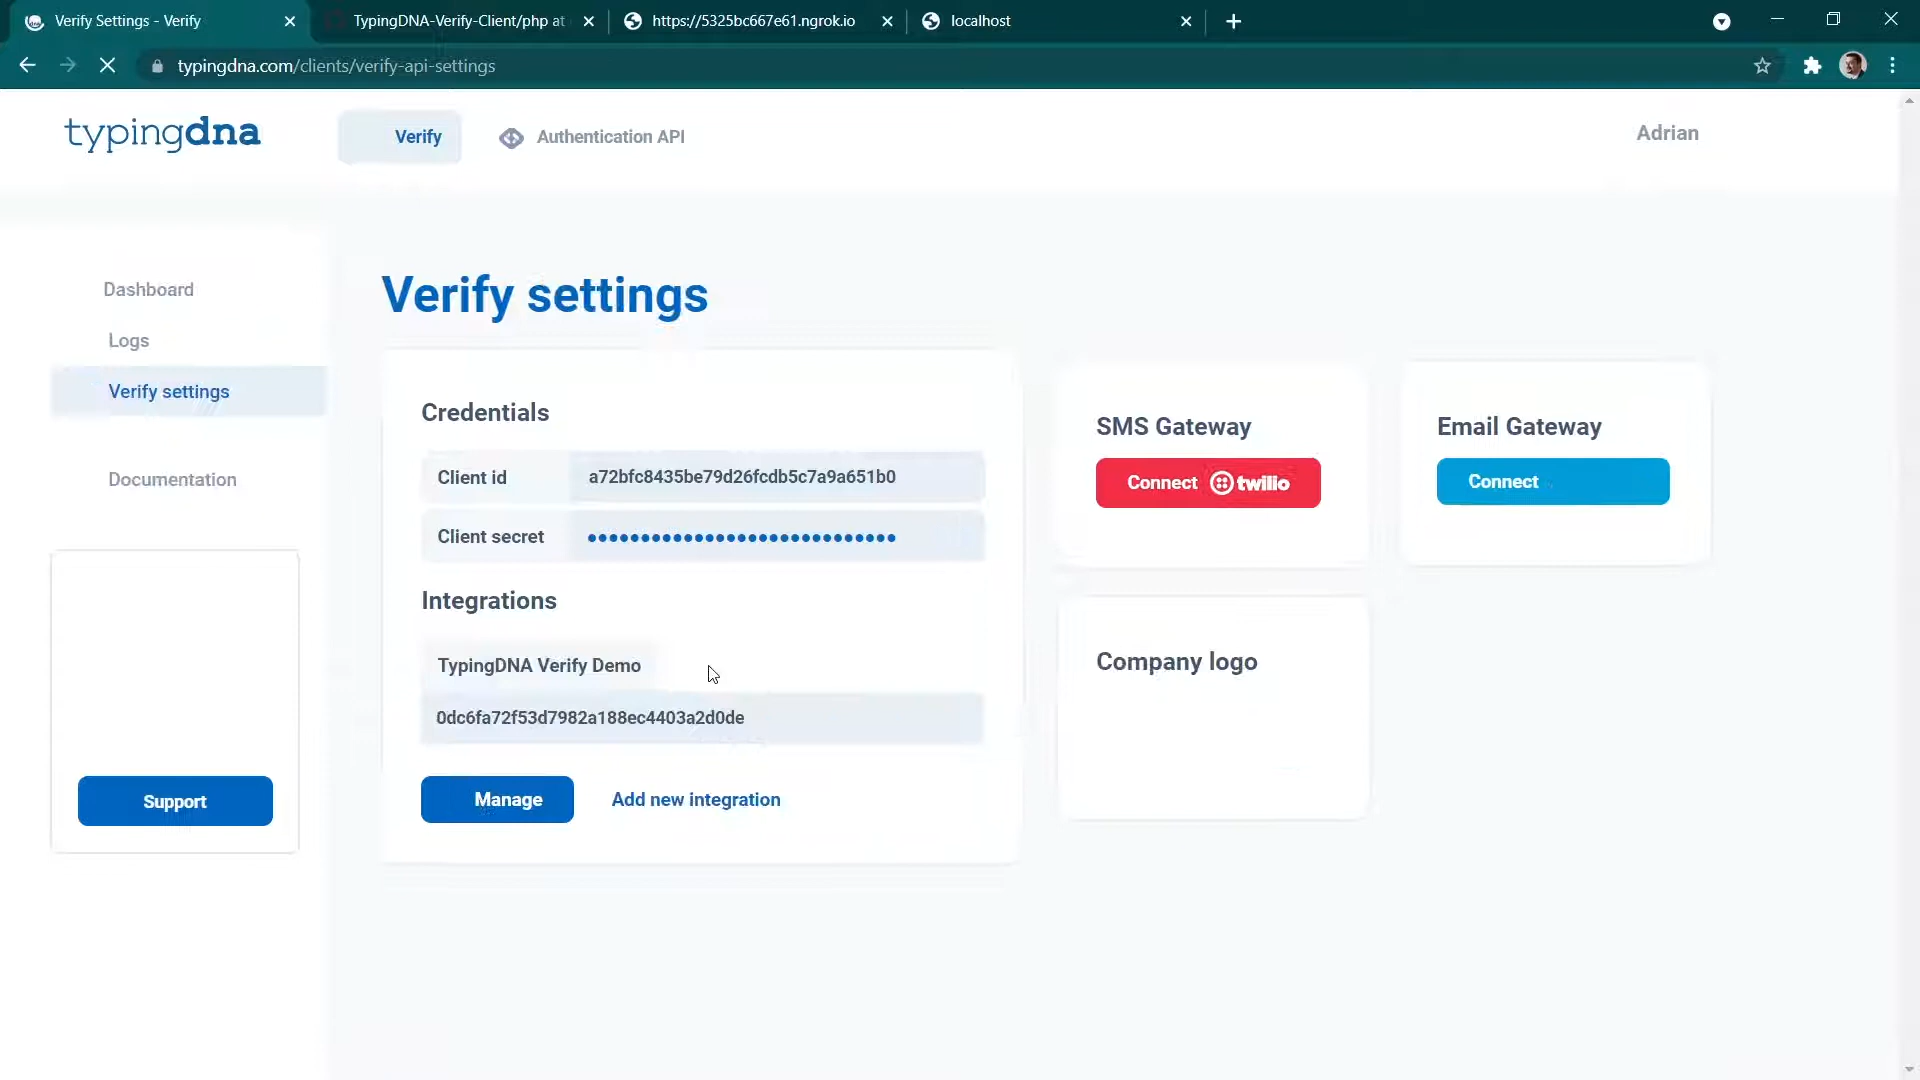 Verify Settings - Verify
TypingDNA-Verify-Client/php at
https://5325bc667e61.ngrok.io
localhost
typingdna.com/clients/verify-api-settings
typingdna
Verify
Authentication API
Adrian
Dashboard
Logs
Verify settings
Documentation
Support
Verify settings
Credentials
Client id
a72bfc8435be79d26fcdb5c7a9a651b0
Client secret
Integrations
TypingDNA Verify Demo
0dc6fa72f53d7982a188ec4403a2d0de
Manage
Add new integration
SMS Gateway
Connect twilio
Email Gateway
Connect
Company logo